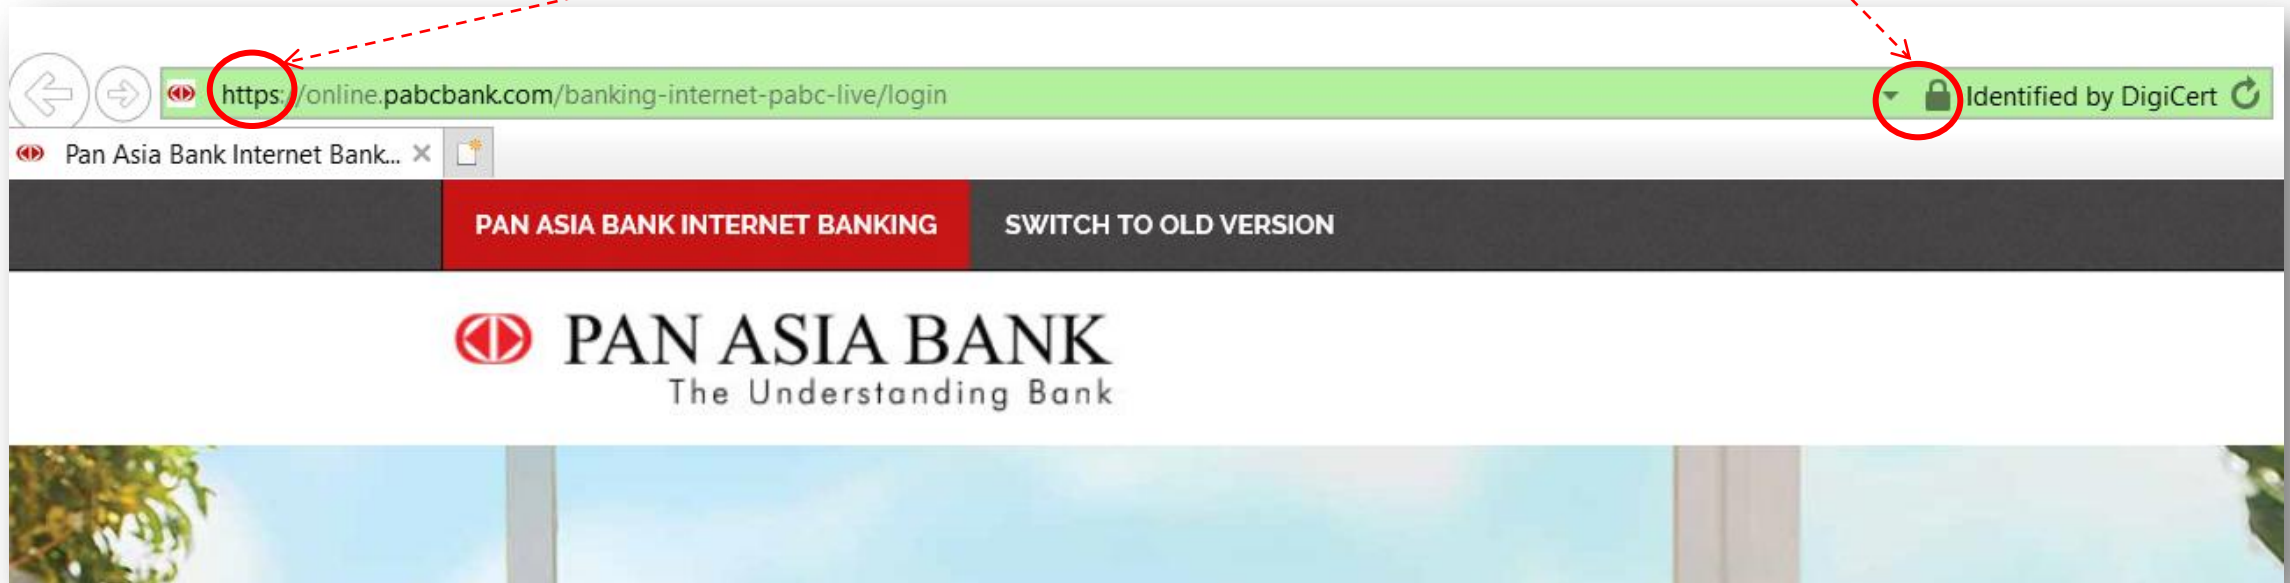 https://online.pabcbank.com/banking-internet-pabc-live/login Identified by DigiCert
Pan Asia Bank Internet Bank...
PAN ASIA BANK INTERNET BANKING SWITCH TO OLD VERSION
PAN ASIA BANK
The Understanding Bank